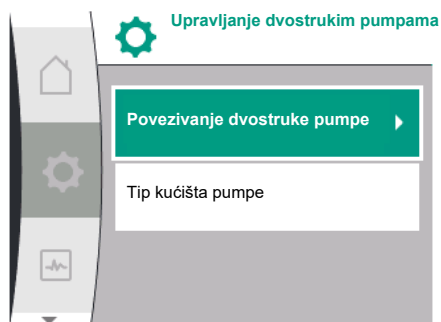 Upravljanje dvostrukim pumpama
Povezivanje dvostruke pumpe
Tip kućišta pumpe